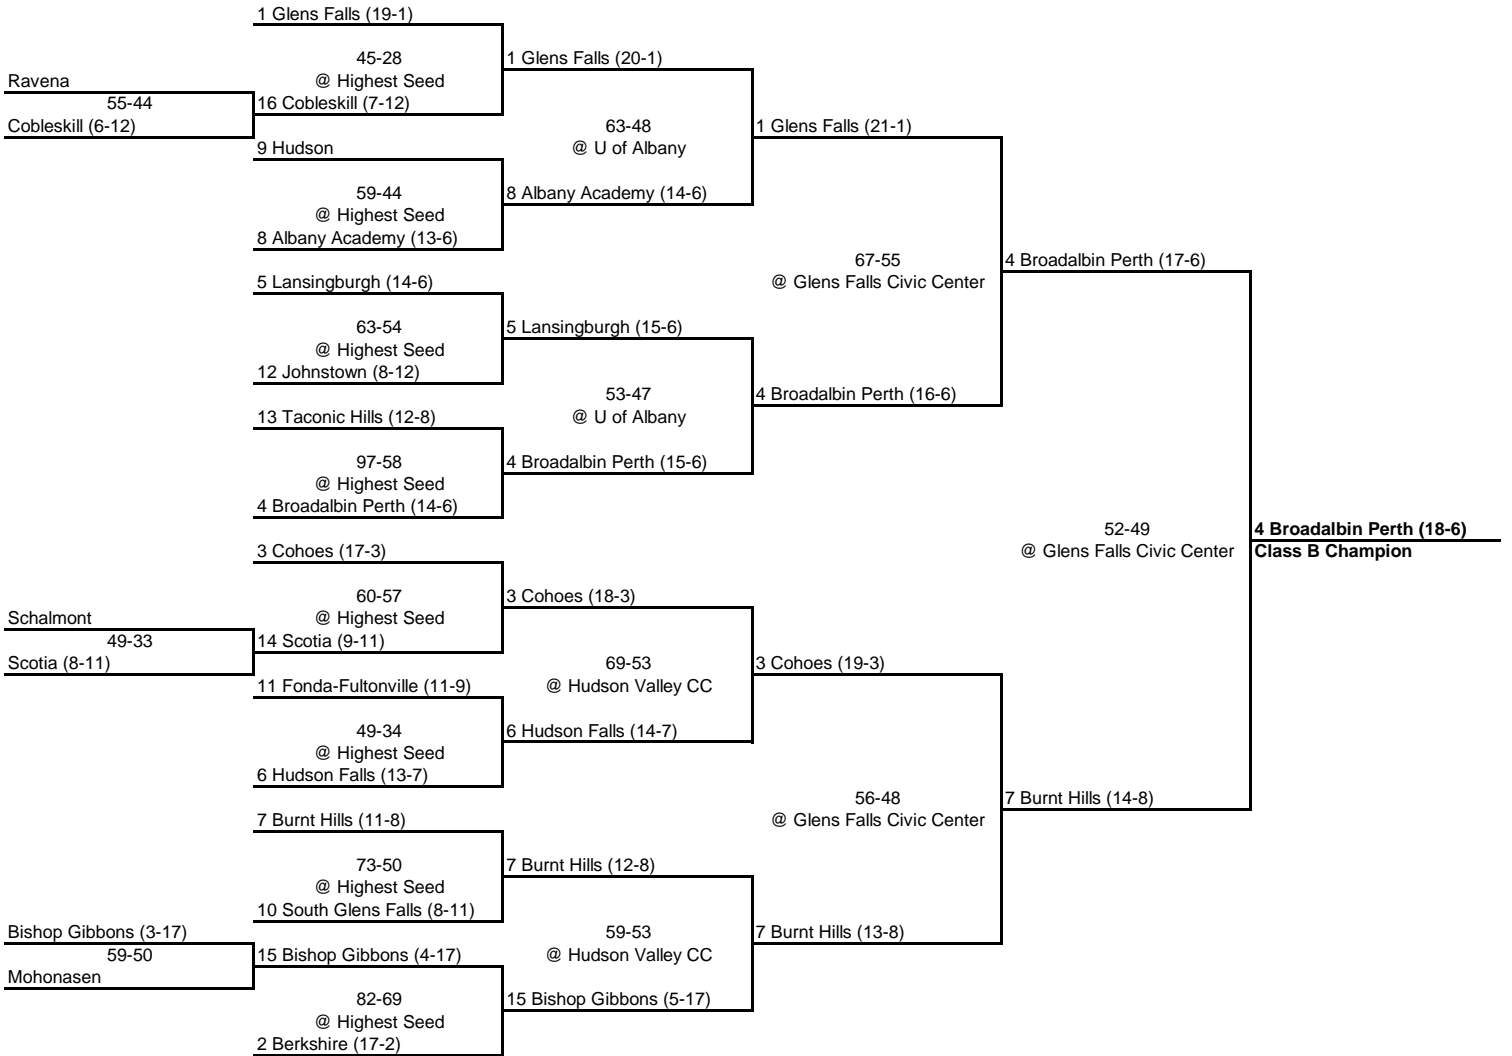 1 Glens Falls (19-1)
45-28
@ Highest Seed
1 Glens Falls (20-1)
Ravena
55-44
Cobleskill (6-12)
16 Cobleskill (7-12)
63-48
@ U of Albany
1 Glens Falls (21-1)
9 Hudson
59-44
@ Highest Seed
8 Albany Academy (14-6)
8 Albany Academy (13-6)
67-55
@ Glens Falls Civic Center
4 Broadalbin Perth (17-6)
5 Lansingburgh (14-6)
63-54
@ Highest Seed
5 Lansingburgh (15-6)
12 Johnstown (8-12)
53-47
@ U of Albany
4 Broadalbin Perth (16-6)
13 Taconic Hills (12-8)
97-58
@ Highest Seed
4 Broadalbin Perth (15-6)
4 Broadalbin Perth (14-6)
52-49
@ Glens Falls Civic Center
4 Broadalbin Perth (18-6)
Class B Champion
3 Cohoes (17-3)
60-57
@ Highest Seed
3 Cohoes (18-3)
Schalmont
49-33
Scotia (8-11)
14 Scotia (9-11)
69-53
@ Hudson Valley CC
3 Cohoes (19-3)
11 Fonda-Fultonville (11-9)
49-34
@ Highest Seed
6 Hudson Falls (14-7)
6 Hudson Falls (13-7)
56-48
@ Glens Falls Civic Center
7 Burnt Hills (14-8)
7 Burnt Hills (11-8)
73-50
@ Highest Seed
7 Burnt Hills (12-8)
10 South Glens Falls (8-11)
59-53
@ Hudson Valley CC
7 Burnt Hills (13-8)
Bishop Gibbons (3-17)
59-50
Mohonasen
15 Bishop Gibbons (4-17)
82-69
@ Highest Seed
15 Bishop Gibbons (5-17)
2 Berkshire (17-2)